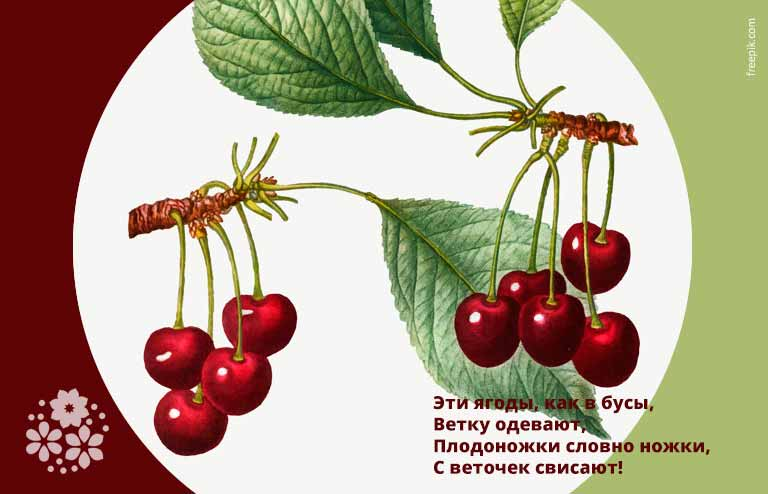 freepik.com
Эти ягоды, как в бусы,
Ветку одевают,
Плодоножки словно ножки,
С веточек свисают!